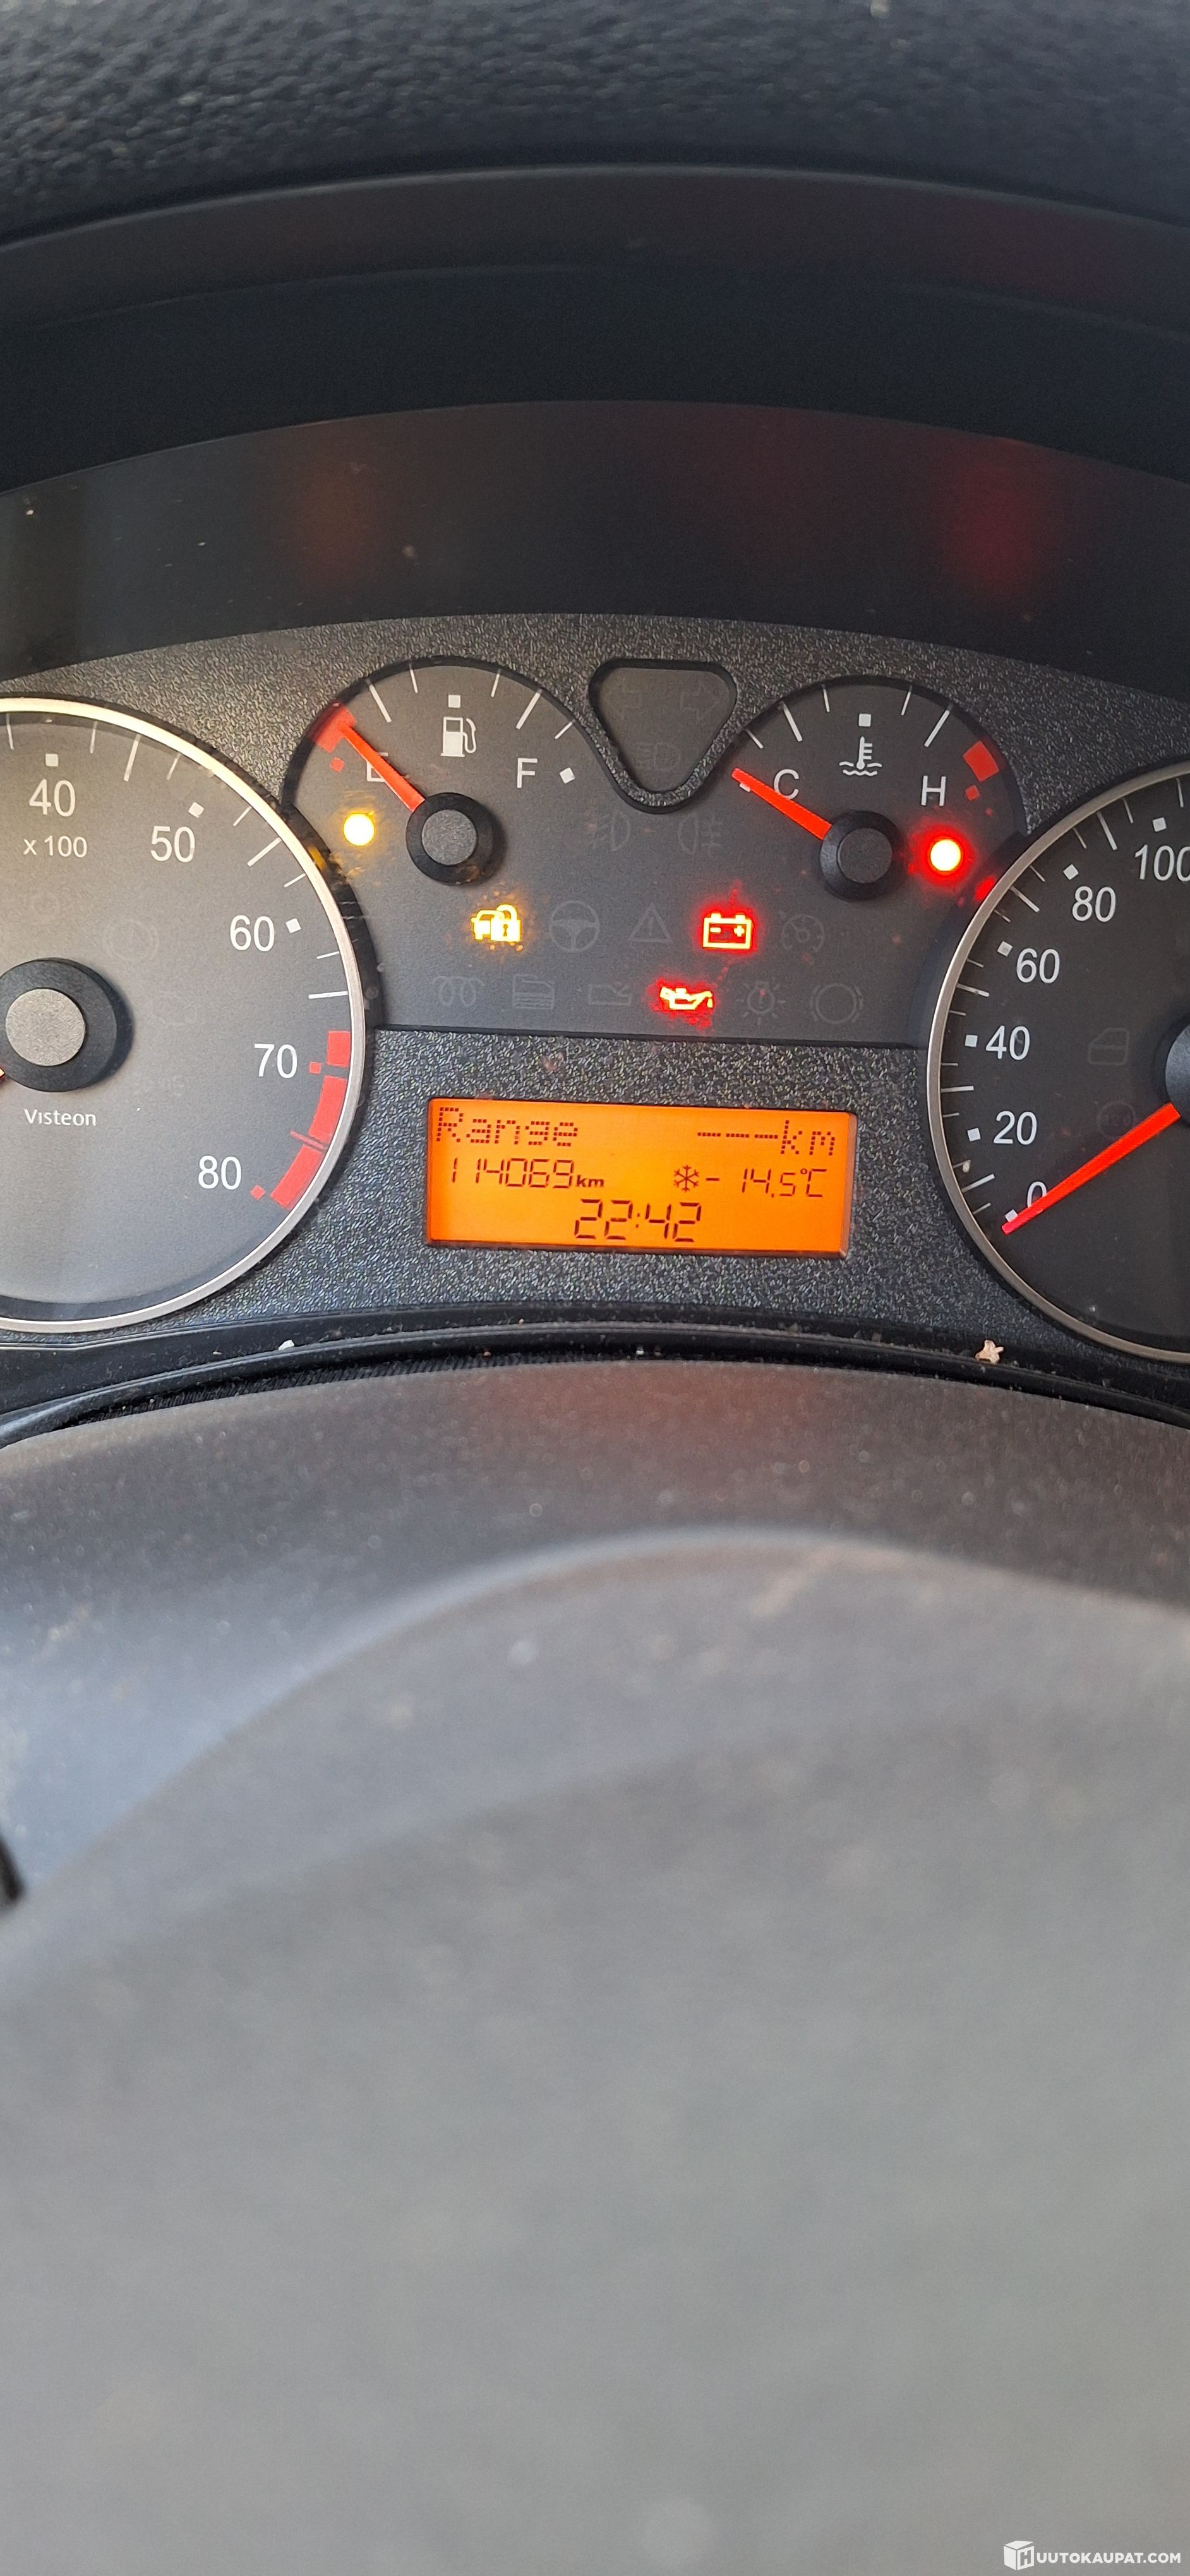 40
x 100
50
60
70
80
Visteon
E
F
C
H
100
80
60
40
20
0
Range ---km
114069km ❄-14.5°C
22:42
HUUTOKAUPAT.COM